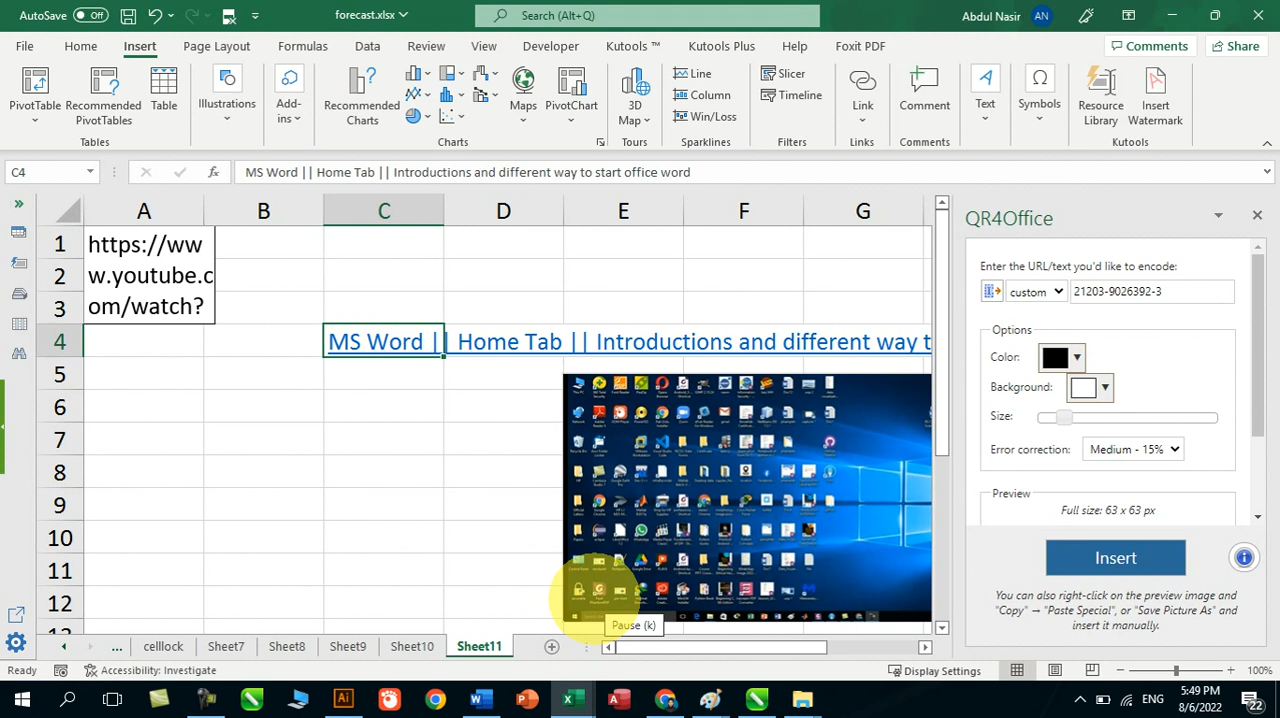 AutoSave Off forecast.xlsx Search (Alt+Q) Abdul Nasir AN
File Home Insert Page Layout Formulas Data Review View Developer Kutools ™ Kutools Plus Help Foxit PDF Comments Share
PivotTable
Recommended PivotTables
Table
Illustrations
Add-ins
Recommended Charts
Maps
PivotChart
3D Map
Line
Column
Win/Loss
Slicer
Timeline
Link
Comment
Text
Symbols
Resource Library
Insert Watermark
Tables Charts Tours Sparklines Filters Links Comments Kutools
C4 fx MS Word || Home Tab || Introductions and different way to start office word
A B C D E F G
1
2
3
4
5
6
7
8
9
10
11
12
https://ww
w.youtube.c
om/watch?
MS Word || Home Tab || Introductions and different way t
Pause (k)
QR4Office
Enter the URL/text you'd like to encode:
custom 21203-9026392-3
Options
Color:
Background:
Size:
Error correction: Medium - 15%
Preview
Full size: 63 x 63 px
Insert
You can also right-click on the preview image and
"Copy" → "Paste Special", or "Save Picture As" and
insert it manually.
... celllock Sheet7 Sheet8 Sheet9 Sheet10 Sheet11
Ready Accessibility: Investigate Display Settings 100%
ENG
5:49 PM
8/6/2022
22